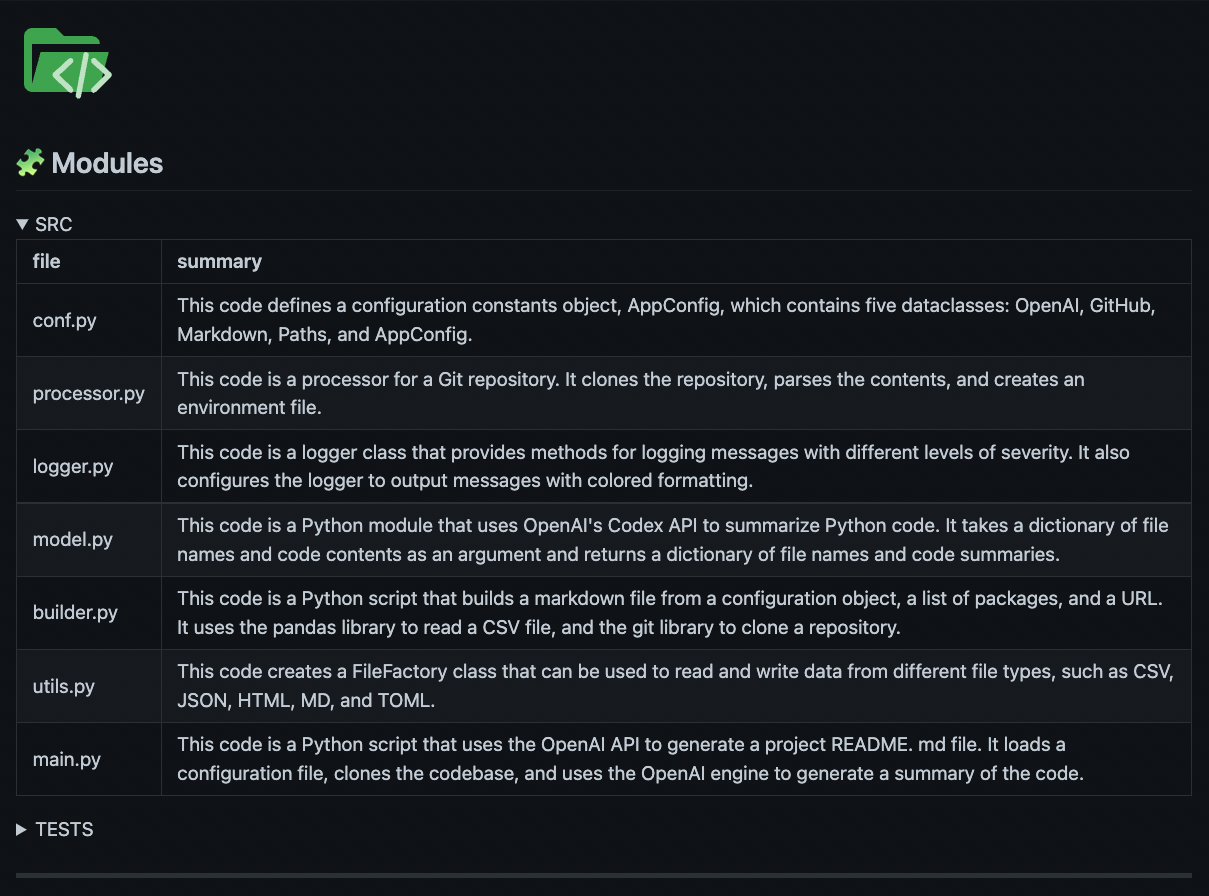 </>
Modules
SRC
file summary
conf.py This code defines a configuration constants object, AppConfig, which contains five dataclasses: OpenAI, GitHub,
Markdown, Paths, and AppConfig.
processor.py This code is a processor for a Git repository. It clones the repository, parses the contents, and creates an
environment file.
logger.py This code is a logger class that provides methods for logging messages with different levels of severity. It also
configures the logger to output messages with colored formatting.
model.py This code is a Python module that uses OpenAI's Codex API to summarize Python code. It takes a dictionary of file
names and code contents as an argument and returns a dictionary of file names and code summaries.
builder.py This code is a Python script that builds a markdown file from a configuration object, a list of packages, and a URL.
It uses the pandas library to read a CSV file, and the git library to clone a repository.
utils.py This code creates a FileFactory class that can be used to read and write data from different file types, such as CSV,
JSON, HTML, MD, and TOML.
main.py This code is a Python script that uses the OpenAI API to generate a project README. md file. It loads a
configuration file, clones the codebase, and uses the OpenAI engine to generate a summary of the code.
TESTS